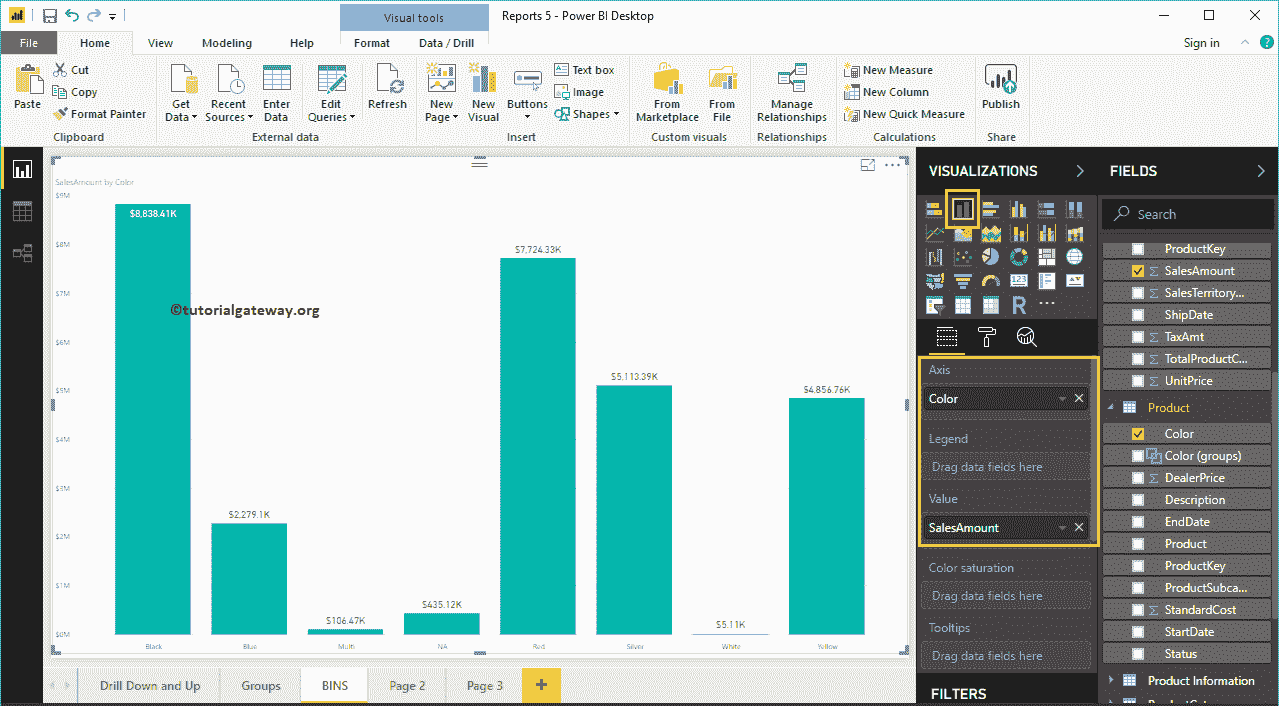 Visual tools
Reports 5 - Power BI Desktop
File
Home
View
Modeling
Help
Format
Data / Drill
Sign in
Paste
Cut
Copy
Format Painter
Clipboard
Get Data
Recent Sources
Enter Data
Edit Queries
External data
Refresh
New Page
New Visual
Buttons
Text box
Image
Shapes
Insert
From Marketplace
From File
Custom visuals
Manage Relationships
Relationships
New Measure
New Column
New Quick Measure
Calculations
Publish
Share
SalesAmount by Color
$9M
$8M
$7M
$6M
$5M
$4M
$3M
$2M
$1M
$0M
$8,838.41K
$2,279.1K
$106.47K
$435.12K
$7,724.33K
$5,113.39K
$5.11K
$4,856.76K
©tutorialgateway.org
Black
Blue
Multi
NA
Red
Silver
White
Yellow
Drill Down and Up
Groups
BINS
Page 2
Page 3
+
VISUALIZATIONS
123
R
Axis
Color
Legend
Drag data fields here
Value
SalesAmount
Color saturation
Drag data fields here
Tooltips
Drag data fields here
FILTERS
FIELDS
Search
ProductKey
Σ SalesAmount
Σ SalesTerritory...
ShipDate
Σ TaxAmt
Σ TotalProductC...
Σ UnitPrice
Product
Color
Color (groups)
Σ DealerPrice
Description
EndDate
Product
ProductKey
ProductSubca...
Σ StandardCost
StartDate
Status
Product Information